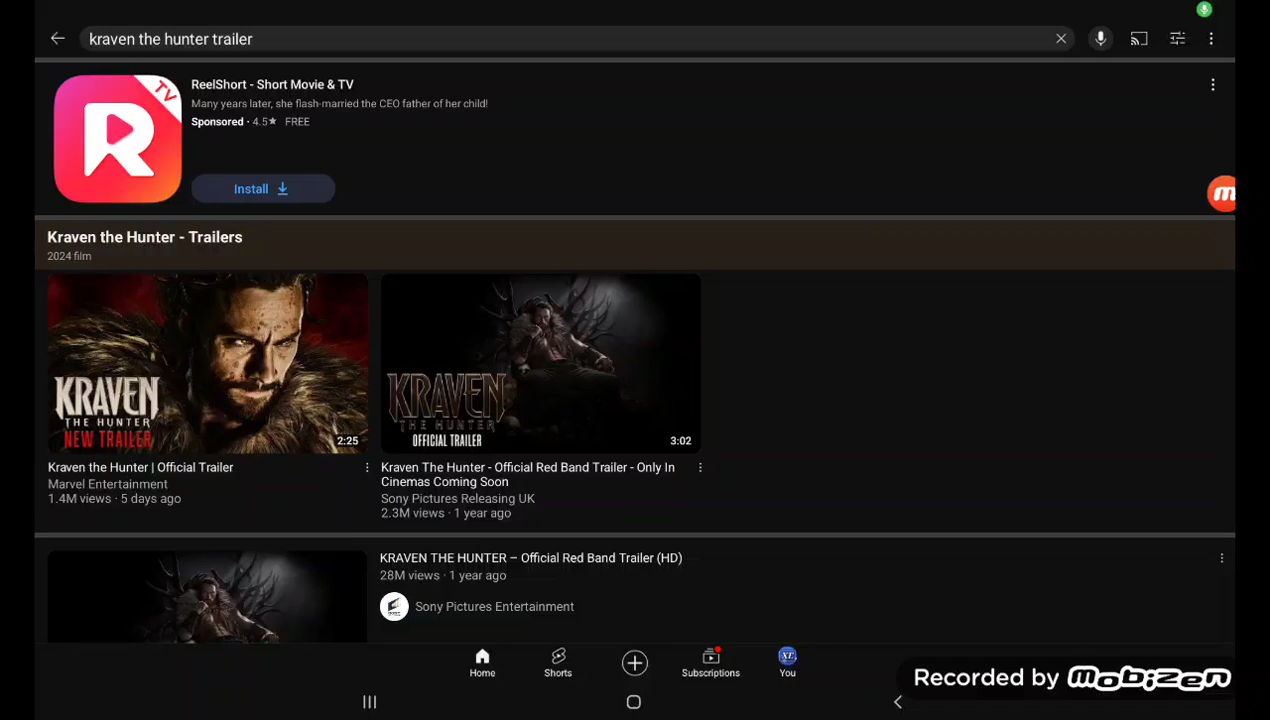 kraven the hunter trailer
TV
R
ReelShort - Short Movie & TV
Many years later, she flash-married the CEO father of her child!
Sponsored · 4.5★ FREE
Install
m
Kraven the Hunter - Trailers
2024 film
KRAVEN
THE HUNTER
NEW TRAILER
2:25
KRAVEN
THE HUNTER
OFFICIAL TRAILER
3:02
Kraven the Hunter | Official Trailer
Marvel Entertainment
1.4M views · 5 days ago
Kraven The Hunter - Official Red Band Trailer - Only In
Cinemas Coming Soon
Sony Pictures Releasing UK
2.3M views · 1 year ago
KRAVEN THE HUNTER – Official Red Band Trailer (HD)
28M views · 1 year ago
Sony Pictures Entertainment
Home
Shorts
Subscriptions
XE
You
Recorded by mobizen